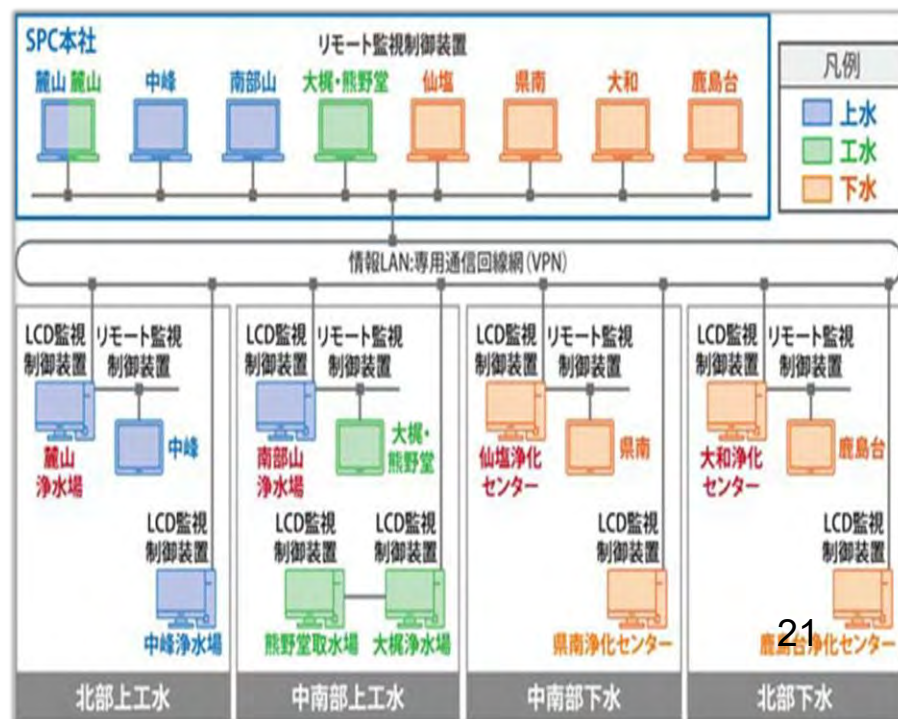 SPC本社
リモート監視制御装置
麓山 麓山
中峰
南部山
大梶・熊野堂
仙塩
県南
大和
鹿島台
凡例
上水
工水
下水
情報LAN:専用通信回線網(VPN)
LCD監視
制御装置
リモート監視
制御装置
麓山
浄水場
中峰
LCD監視
制御装置
中峰浄水場
北部上工水
LCD監視
制御装置
リモート監視
制御装置
南部山
浄水場
大梶・
熊野堂
LCD監視
制御装置
LCD監視
制御装置
熊野堂取水場
大梶浄水場
中南部上工水
LCD監視
制御装置
リモート監視
制御装置
仙塩浄化
センター
県南
LCD監視
制御装置
県南浄化センター
中南部下水
LCD監視
制御装置
リモート監視
制御装置
大和浄化
センター
鹿島台
LCD監視
制御装置
21
鹿島台浄化センター
北部下水